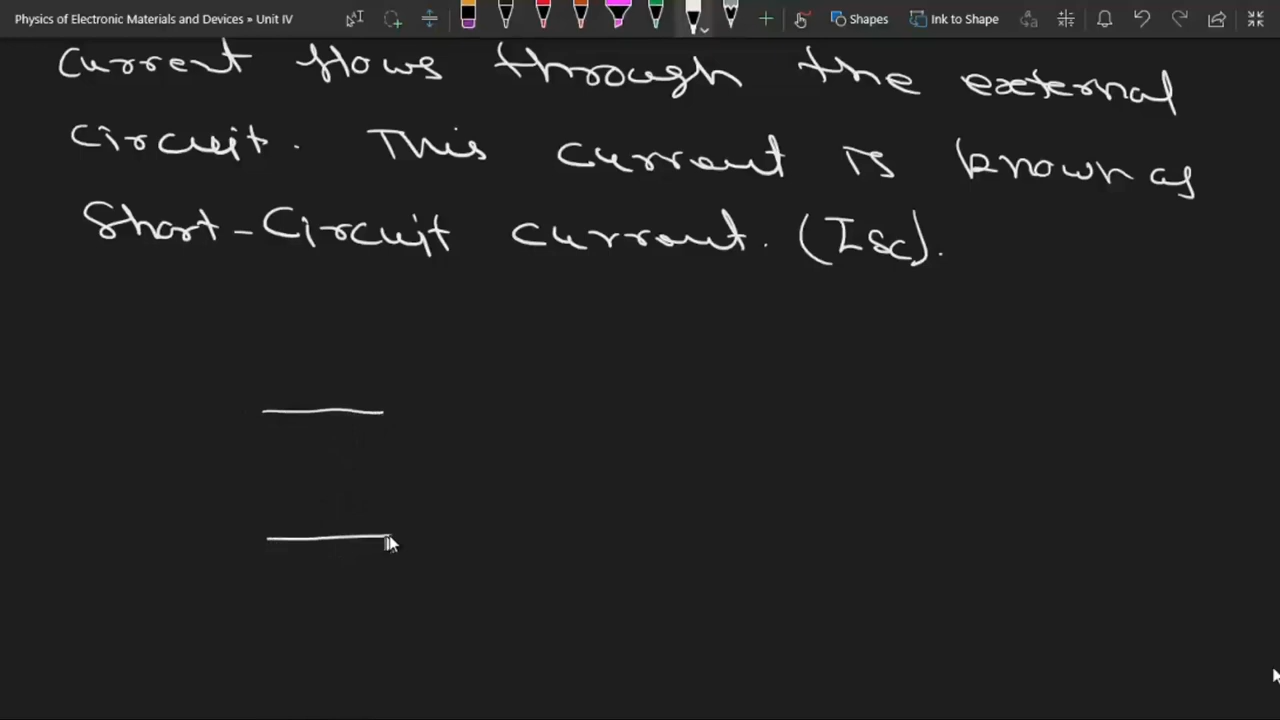 Physics of Electronic Materials and Devices » Unit IV
Shapes
Ink to Shape
Current flows through the external
circuit. This current is known as
Short-Circuit current. (Isc).